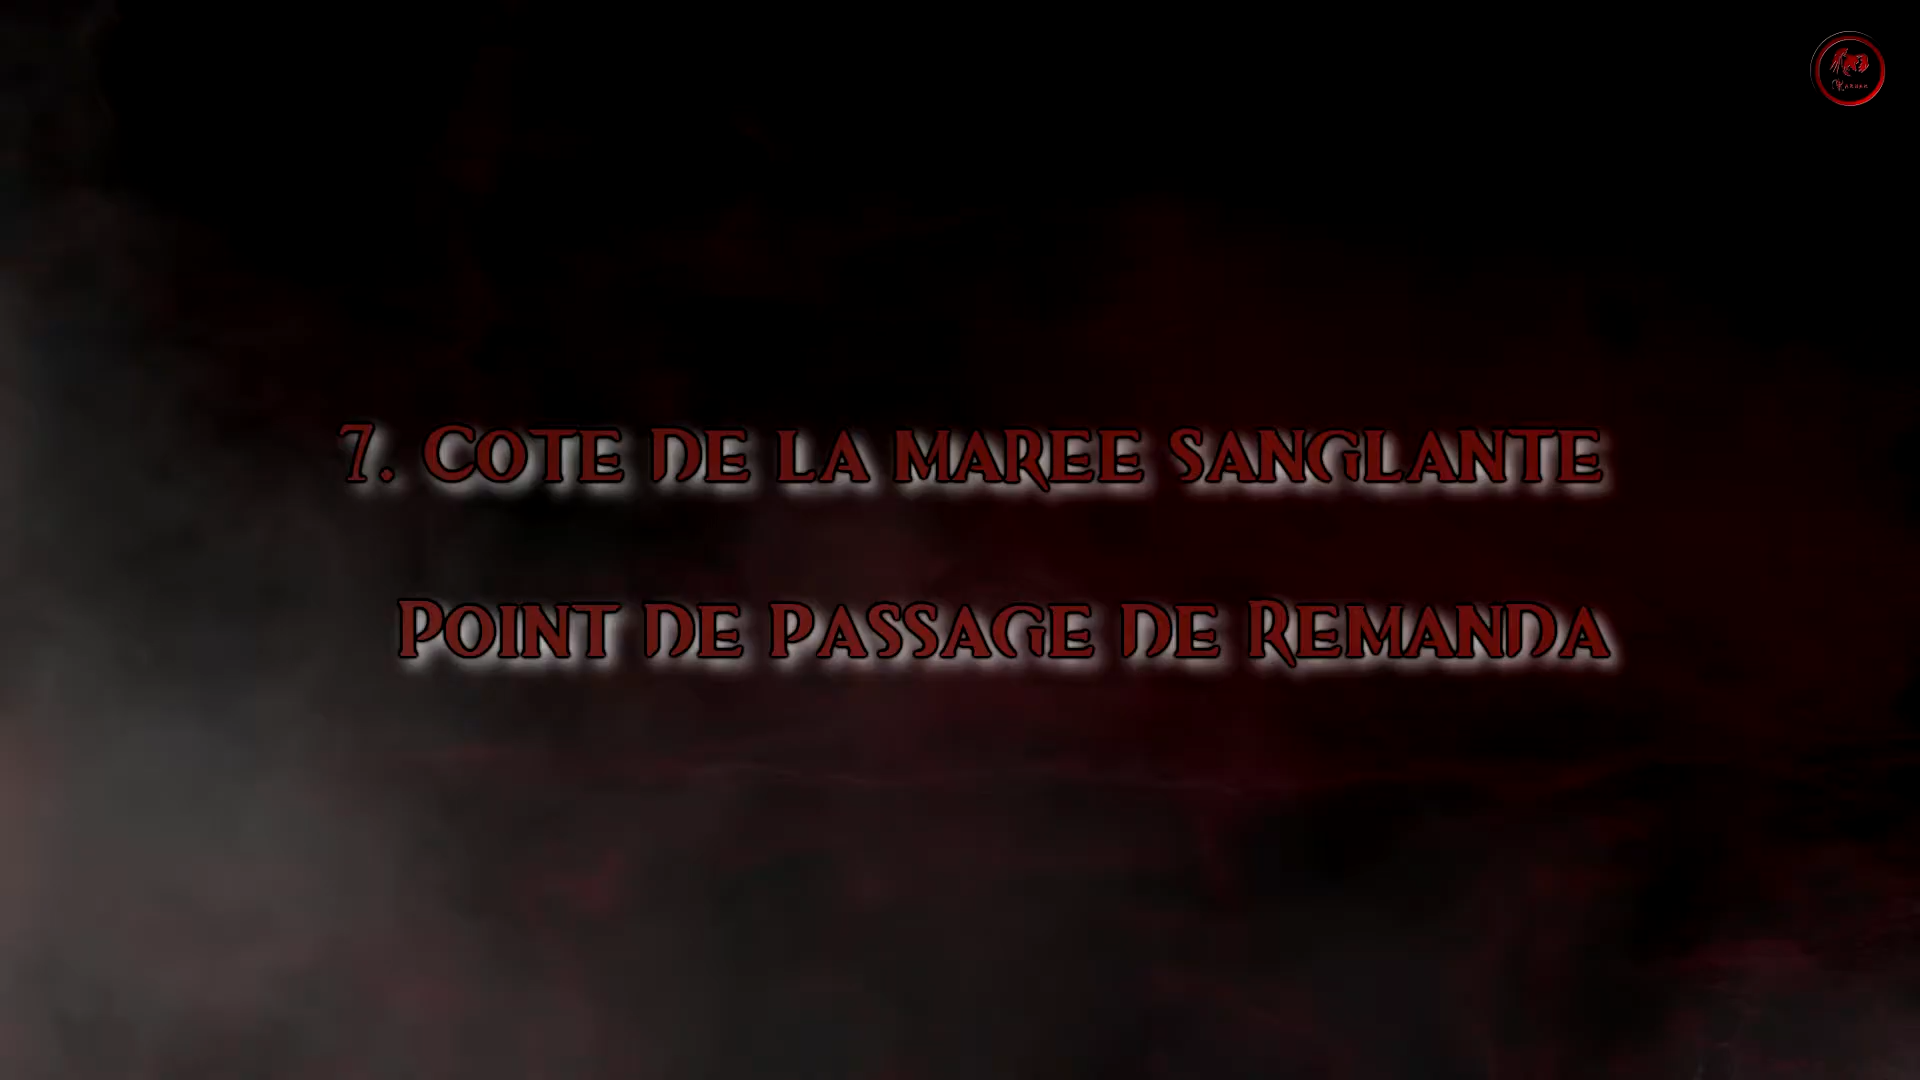 7. Cote de la maree sanglante
Point de passage de Remanda